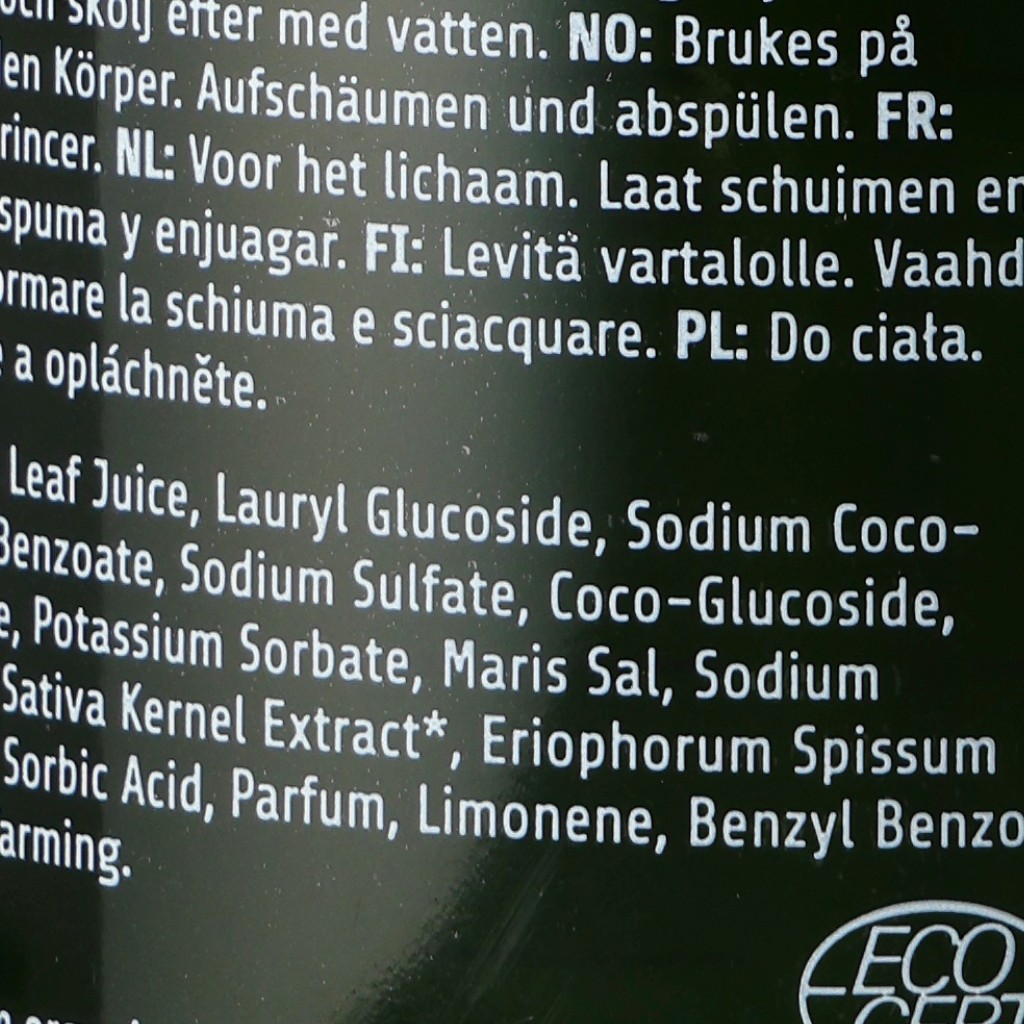 och skölj efter med vatten. NO: Brukes på
en Körper. Aufschäumen und abspülen. FR:
rincer. NL: Voor het lichaam. Laat schuimen en
spuma y enjuagar. FI: Levitä vartalolle. Vaahd
ormare la schiuma e sciacquare. PL: Do ciała.
a opláchněte.
Leaf Juice, Lauryl Glucoside, Sodium Coco-
Benzoate, Sodium Sulfate, Coco-Glucoside,
e, Potassium Sorbate, Maris Sal, Sodium
Sativa Kernel Extract*, Eriophorum Spissum
Sorbic Acid, Parfum, Limonene, Benzyl Benzo
arming.
ECO
CERT